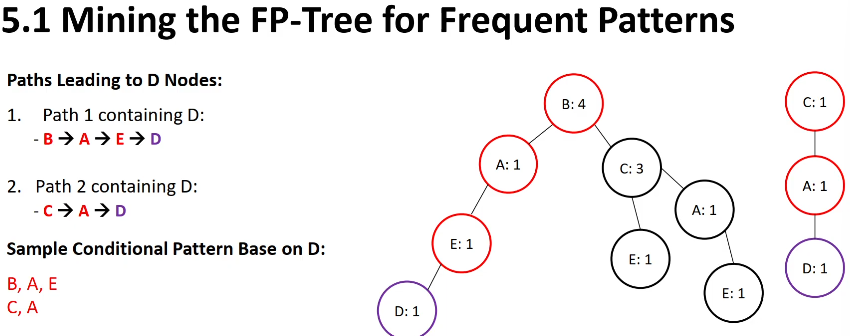 5.1 Mining the FP-Tree for Frequent Patterns
Paths Leading to D Nodes:
1. Path 1 containing D:
- B → A → E → D
2. Path 2 containing D:
- C → A → D
Sample Conditional Pattern Base on D:
B, A, E
C, A
B: 4
A: 1
C: 3
E: 1
E: 1
A: 1
D: 1
E: 1
C: 1
A: 1
D: 1